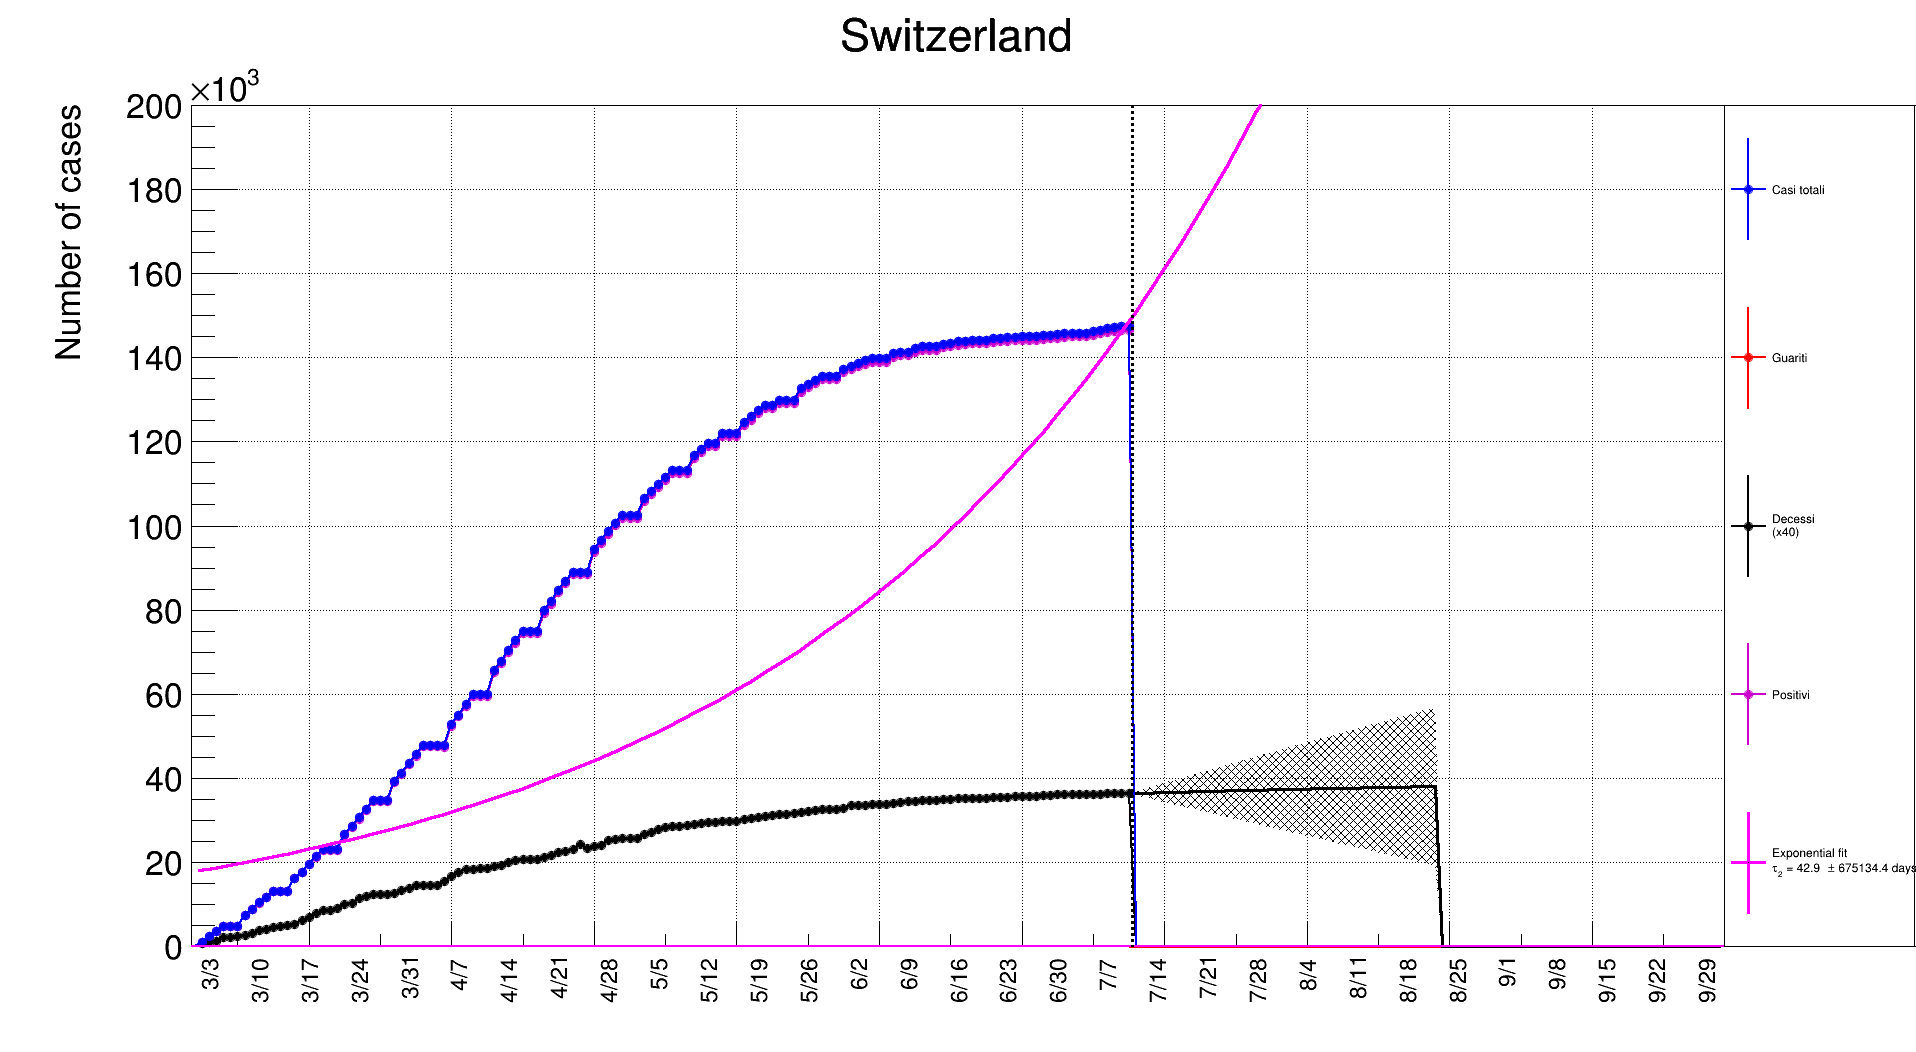 Switzerland
×10³
Number of cases
200
180
160
140
120
100
80
60
40
20
0
3/3 3/10 3/17 3/24 3/31 4/7 4/14 4/21 4/28 5/5 5/12 5/19 5/26 6/2 6/9 6/16 6/23 6/30 7/7 7/14 7/21 7/28 8/4 8/11 8/18 8/25 9/1 9/8 9/15 9/22 9/29
Casi totali
Guariti
Decessi
(x40)
Positivi
Exponential fit
τ₂ = 42.9 ± 675134.4 days